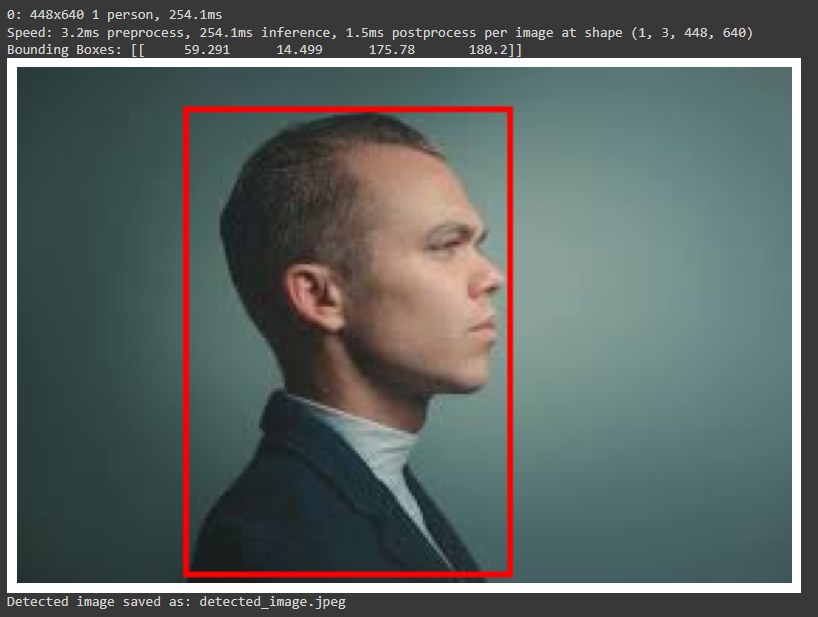 0: 448x640 1 person, 254.1ms
Speed: 3.2ms preprocess, 254.1ms inference, 1.5ms postprocess per image at shape (1, 3, 448, 640)
Bounding Boxes: [[     59.291      14.499      175.78       180.2]]
Detected image saved as: detected_image.jpeg